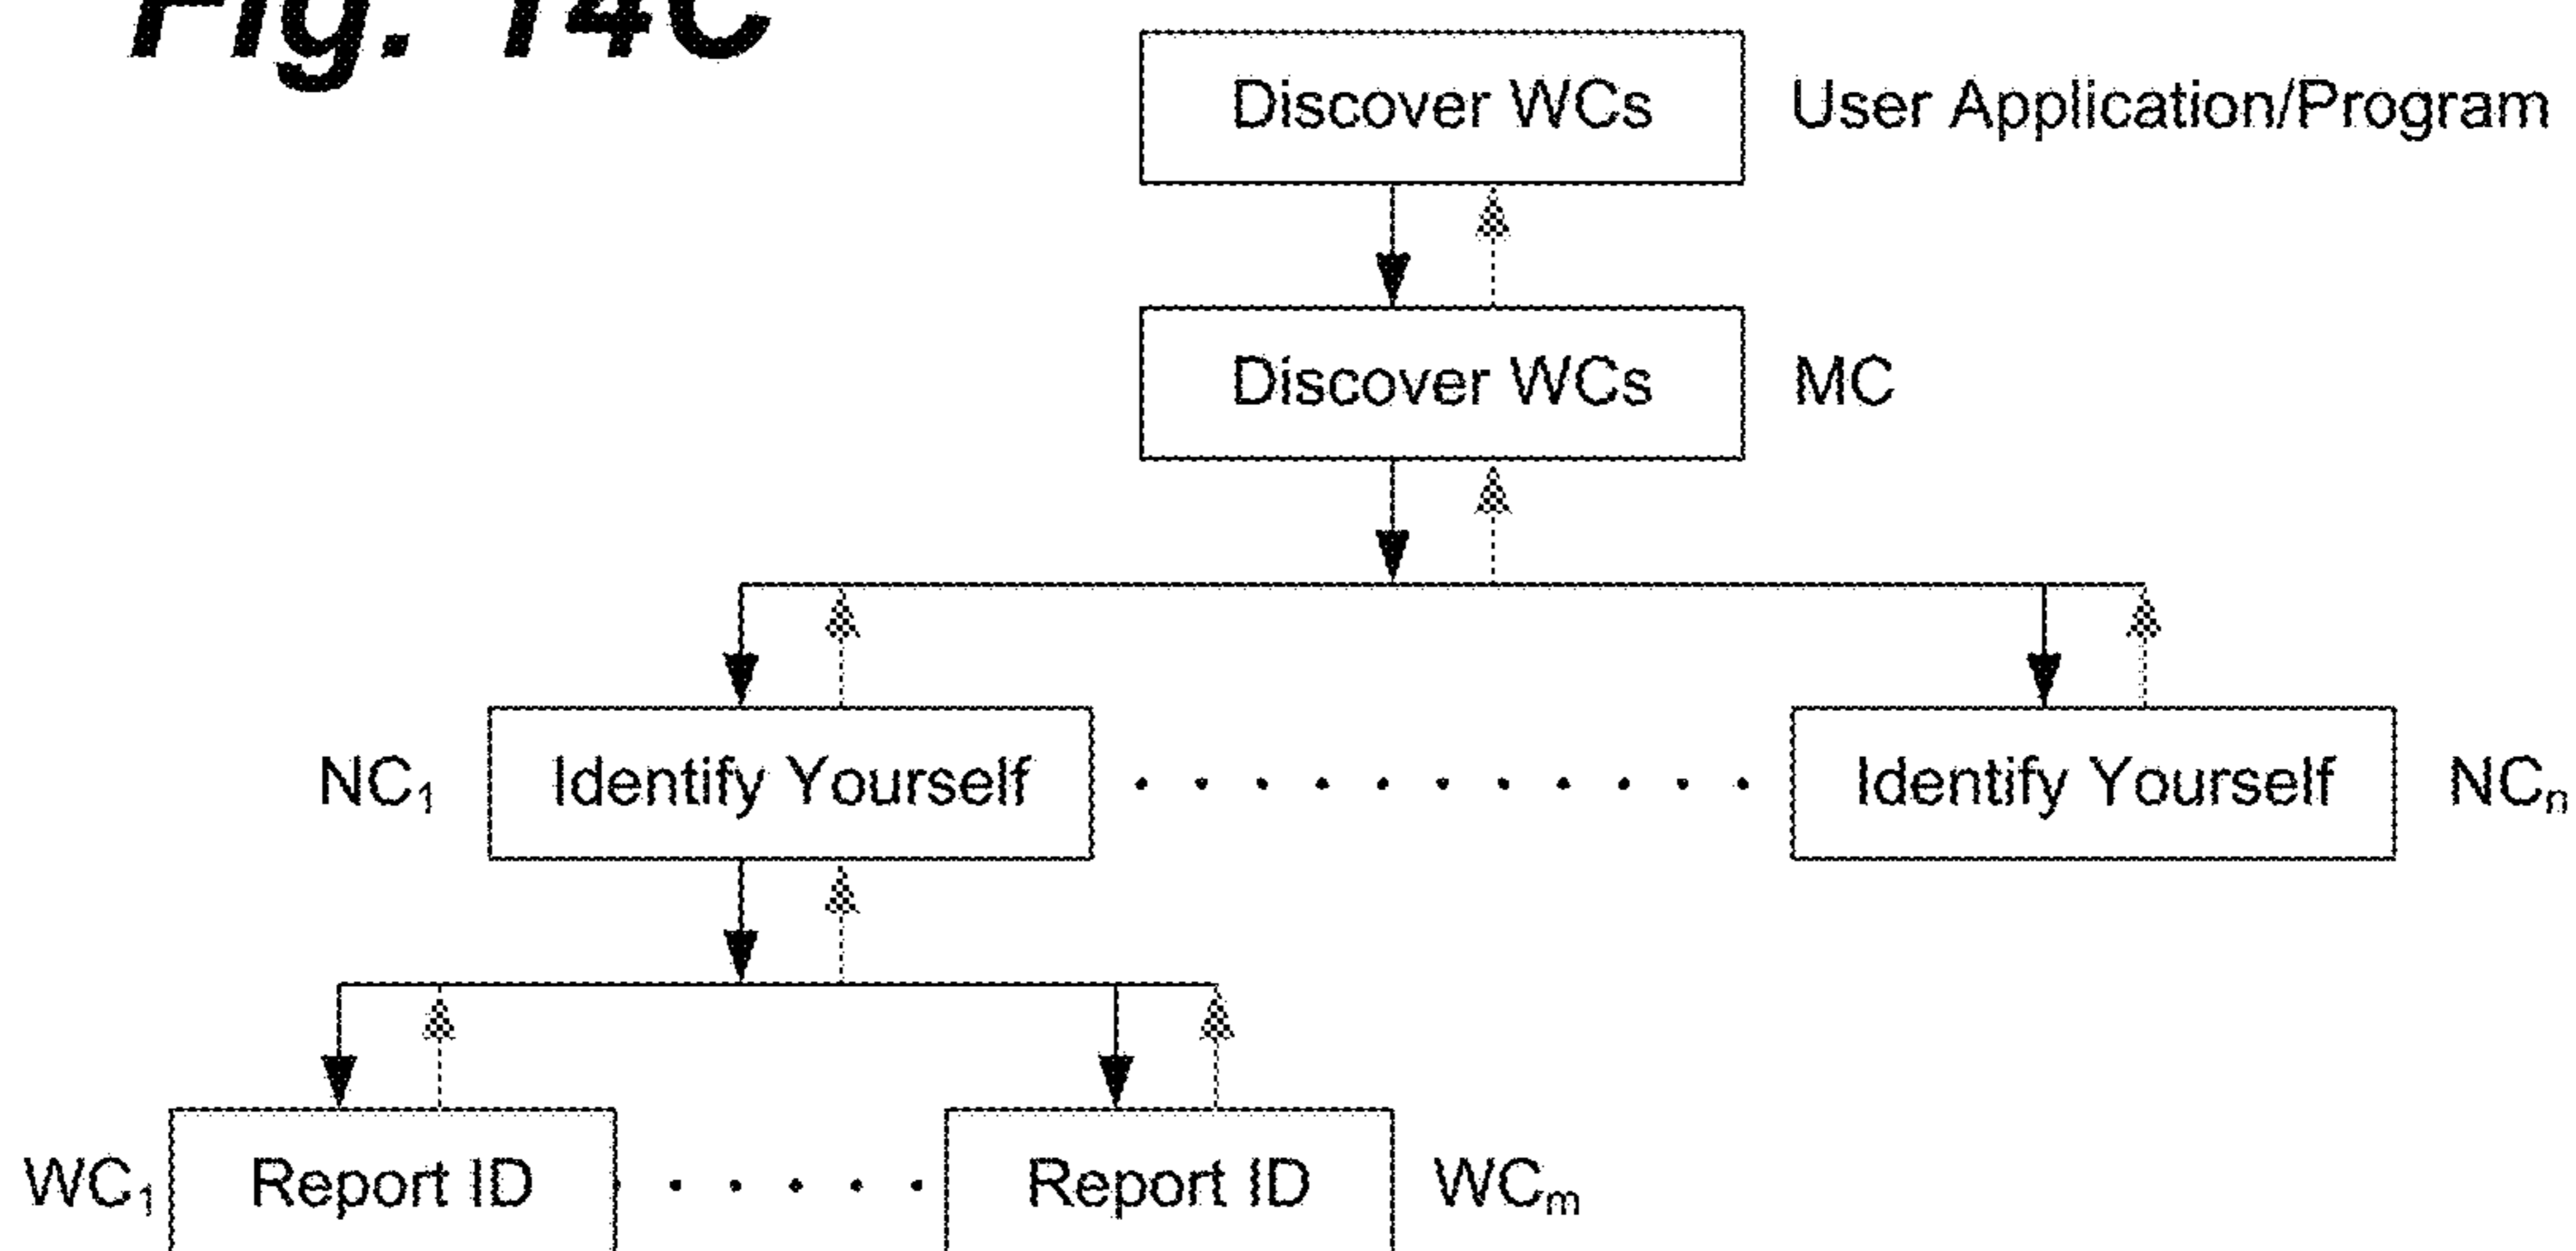 Fig. 14C
Discover WCs User Application/Program
Discover WCs MC
NC₁ Identify Yourself Identify Yourself NCₙ
WC₁ Report ID Report ID WCₘ